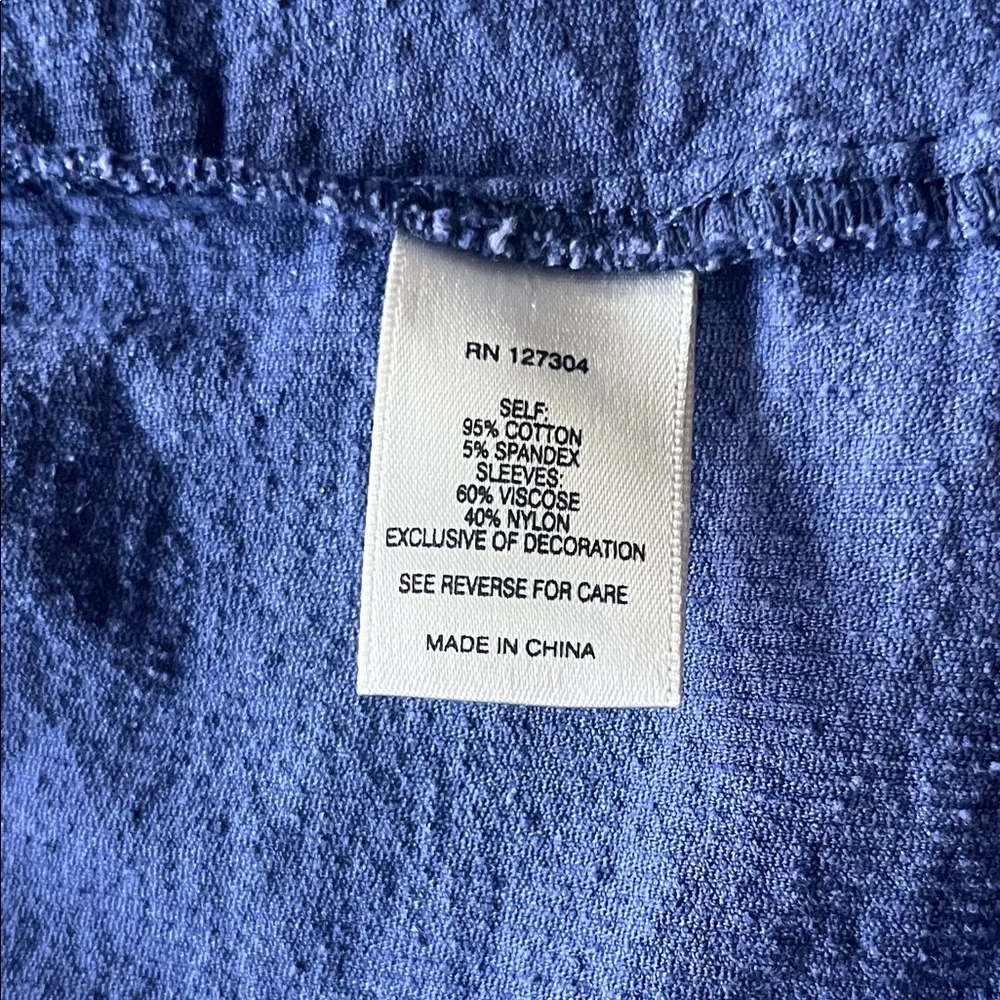 RN 127304
SELF:
95% COTTON
5% SPANDEX
SLEEVES:
60% VISCOSE
40% NYLON
EXCLUSIVE OF DECORATION
SEE REVERSE FOR CARE
MADE IN CHINA